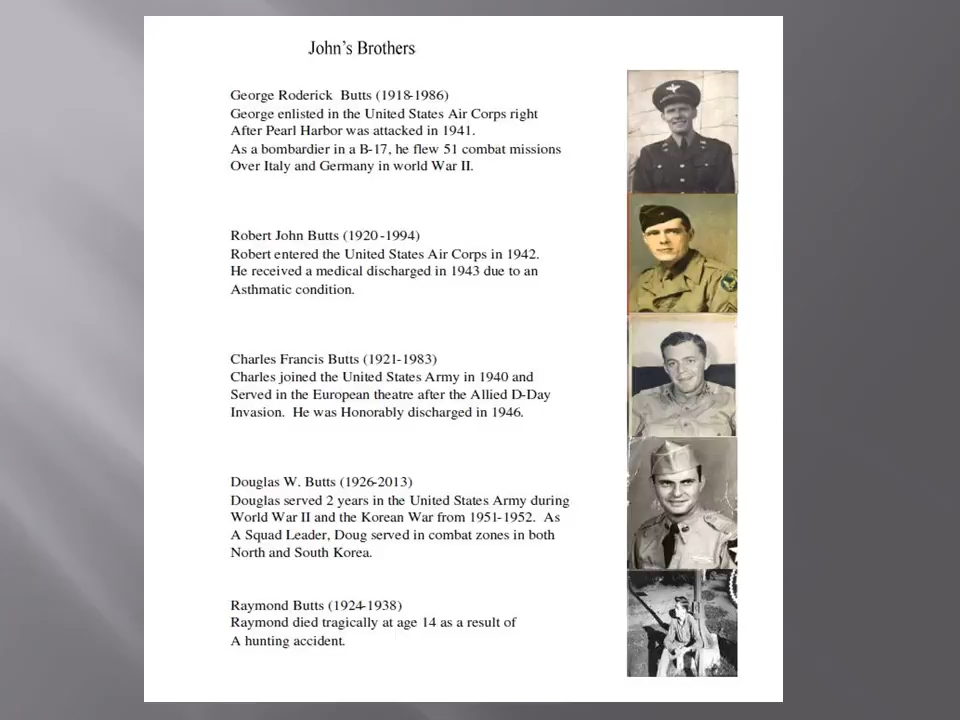 John's Brothers
George Roderick Butts (1918-1986)
George enlisted in the United States Air Corps right
After Pearl Harbor was attacked in 1941.
As a bombardier in a B-17, he flew 51 combat missions
Over Italy and Germany in world War II.
Robert John Butts (1920-1994)
Robert entered the United States Air Corps in 1942.
He received a medical discharged in 1943 due to an
Asthmatic condition.
Charles Francis Butts (1921-1983)
Charles joined the United States Army in 1940 and
Served in the European theatre after the Allied D-Day
Invasion. He was Honorably discharged in 1946.
Douglas W. Butts (1926-2013)
Douglas served 2 years in the United States Army during
World War II and the Korean War from 1951-1952. As
A Squad Leader, Doug served in combat zones in both
North and South Korea.
Raymond Butts (1924-1938)
Raymond died tragically at age 14 as a result of
A hunting accident.